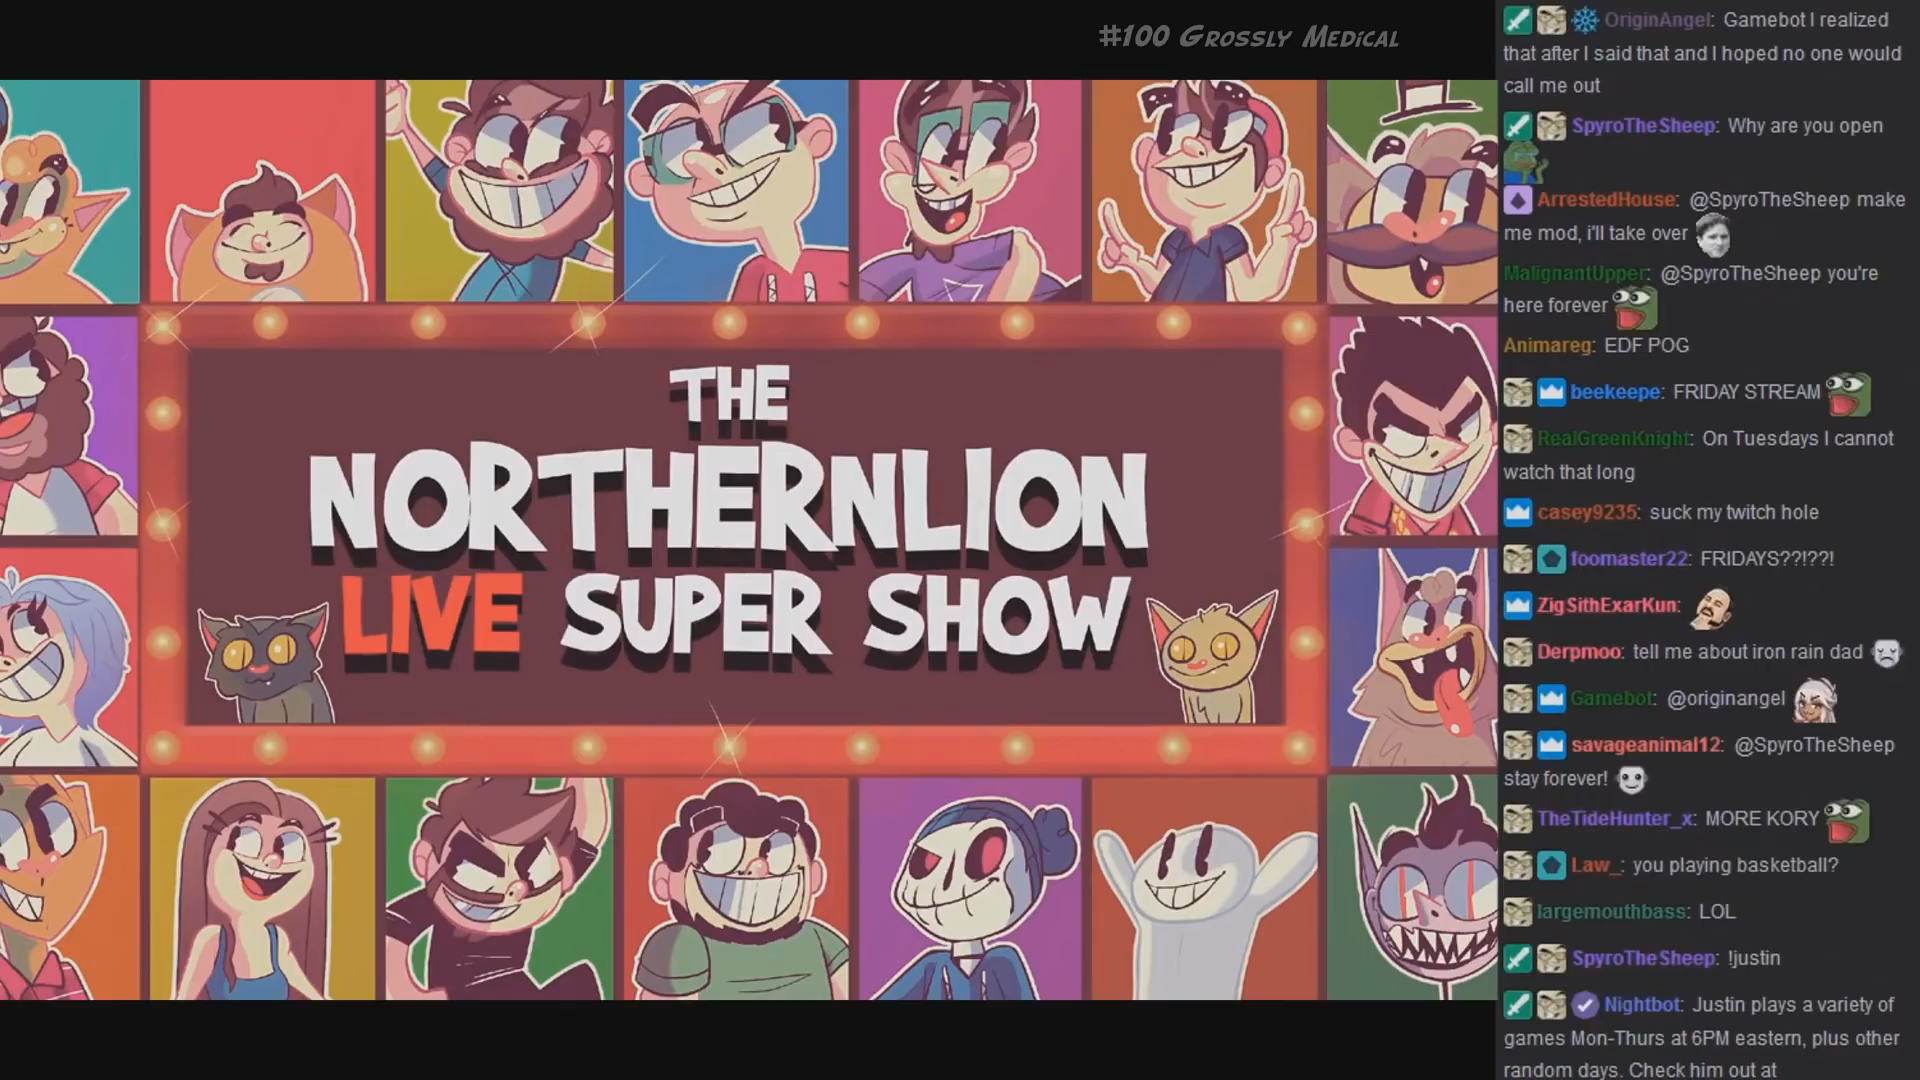 #100 Grossly Medical
THE
NORTHERNLION
LIVE SUPER SHOW
OriginAngel: Gamebot I realized
that after I said that and I hoped no one would
call me out
SpyroTheSheep: Why are you open
ArrestedHouse: @SpyroTheSheep make
me mod, i'll take over
MalignantUpper: @SpyroTheSheep you're
here forever
Animareg: EDF POG
beekeepe: FRIDAY STREAM
RealGreenKnight: On Tuesdays I cannot
watch that long
casey9235: suck my twitch hole
foomaster22: FRIDAYS??!??!
ZigSithExarKun:
Derpmoo: tell me about iron rain dad
Gamebot: @originangel
savageanimal12: @SpyroTheSheep
stay forever!
TheTideHunter_x: MORE KORY
Law_: you playing basketball?
largemouthbass: LOL
SpyroTheSheep: !justin
Nightbot: Justin plays a variety of
games Mon-Thurs at 6PM eastern, plus other
random days. Check him out at